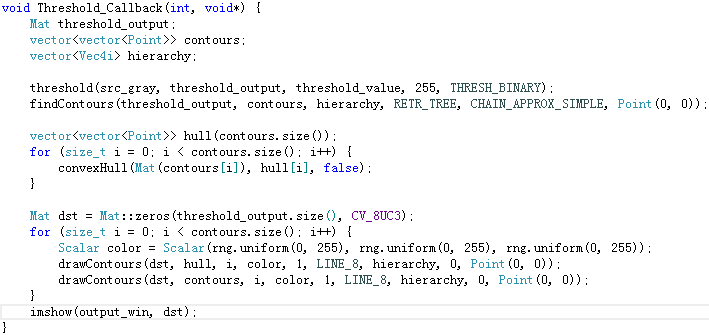 void Threshold_Callback(int, void*) {
    Mat threshold_output;
    vector<vector<Point>> contours;
    vector<Vec4i> hierarchy;

    threshold(src_gray, threshold_output, threshold_value, 255, THRESH_BINARY);
    findContours(threshold_output, contours, hierarchy, RETR_TREE, CHAIN_APPROX_SIMPLE, Point(0, 0));

    vector<vector<Point>> hull(contours.size());
    for (size_t i = 0; i < contours.size(); i++) {
        convexHull(Mat(contours[i]), hull[i], false);
    }

    Mat dst = Mat::zeros(threshold_output.size(), CV_8UC3);
    for (size_t i = 0; i < contours.size(); i++) {
        Scalar color = Scalar(rng.uniform(0, 255), rng.uniform(0, 255), rng.uniform(0, 255));
        drawContours(dst, hull, i, color, 1, LINE_8, hierarchy, 0, Point(0, 0));
        drawContours(dst, contours, i, color, 1, LINE_8, hierarchy, 0, Point(0, 0));
    }
    imshow(output_win, dst);
}